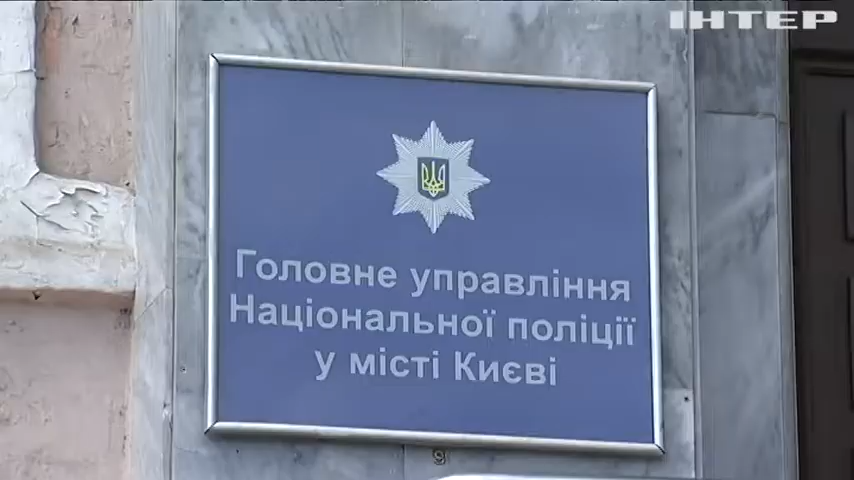 ІНТЕР
Головне управління
Національної поліції
у місті Києві